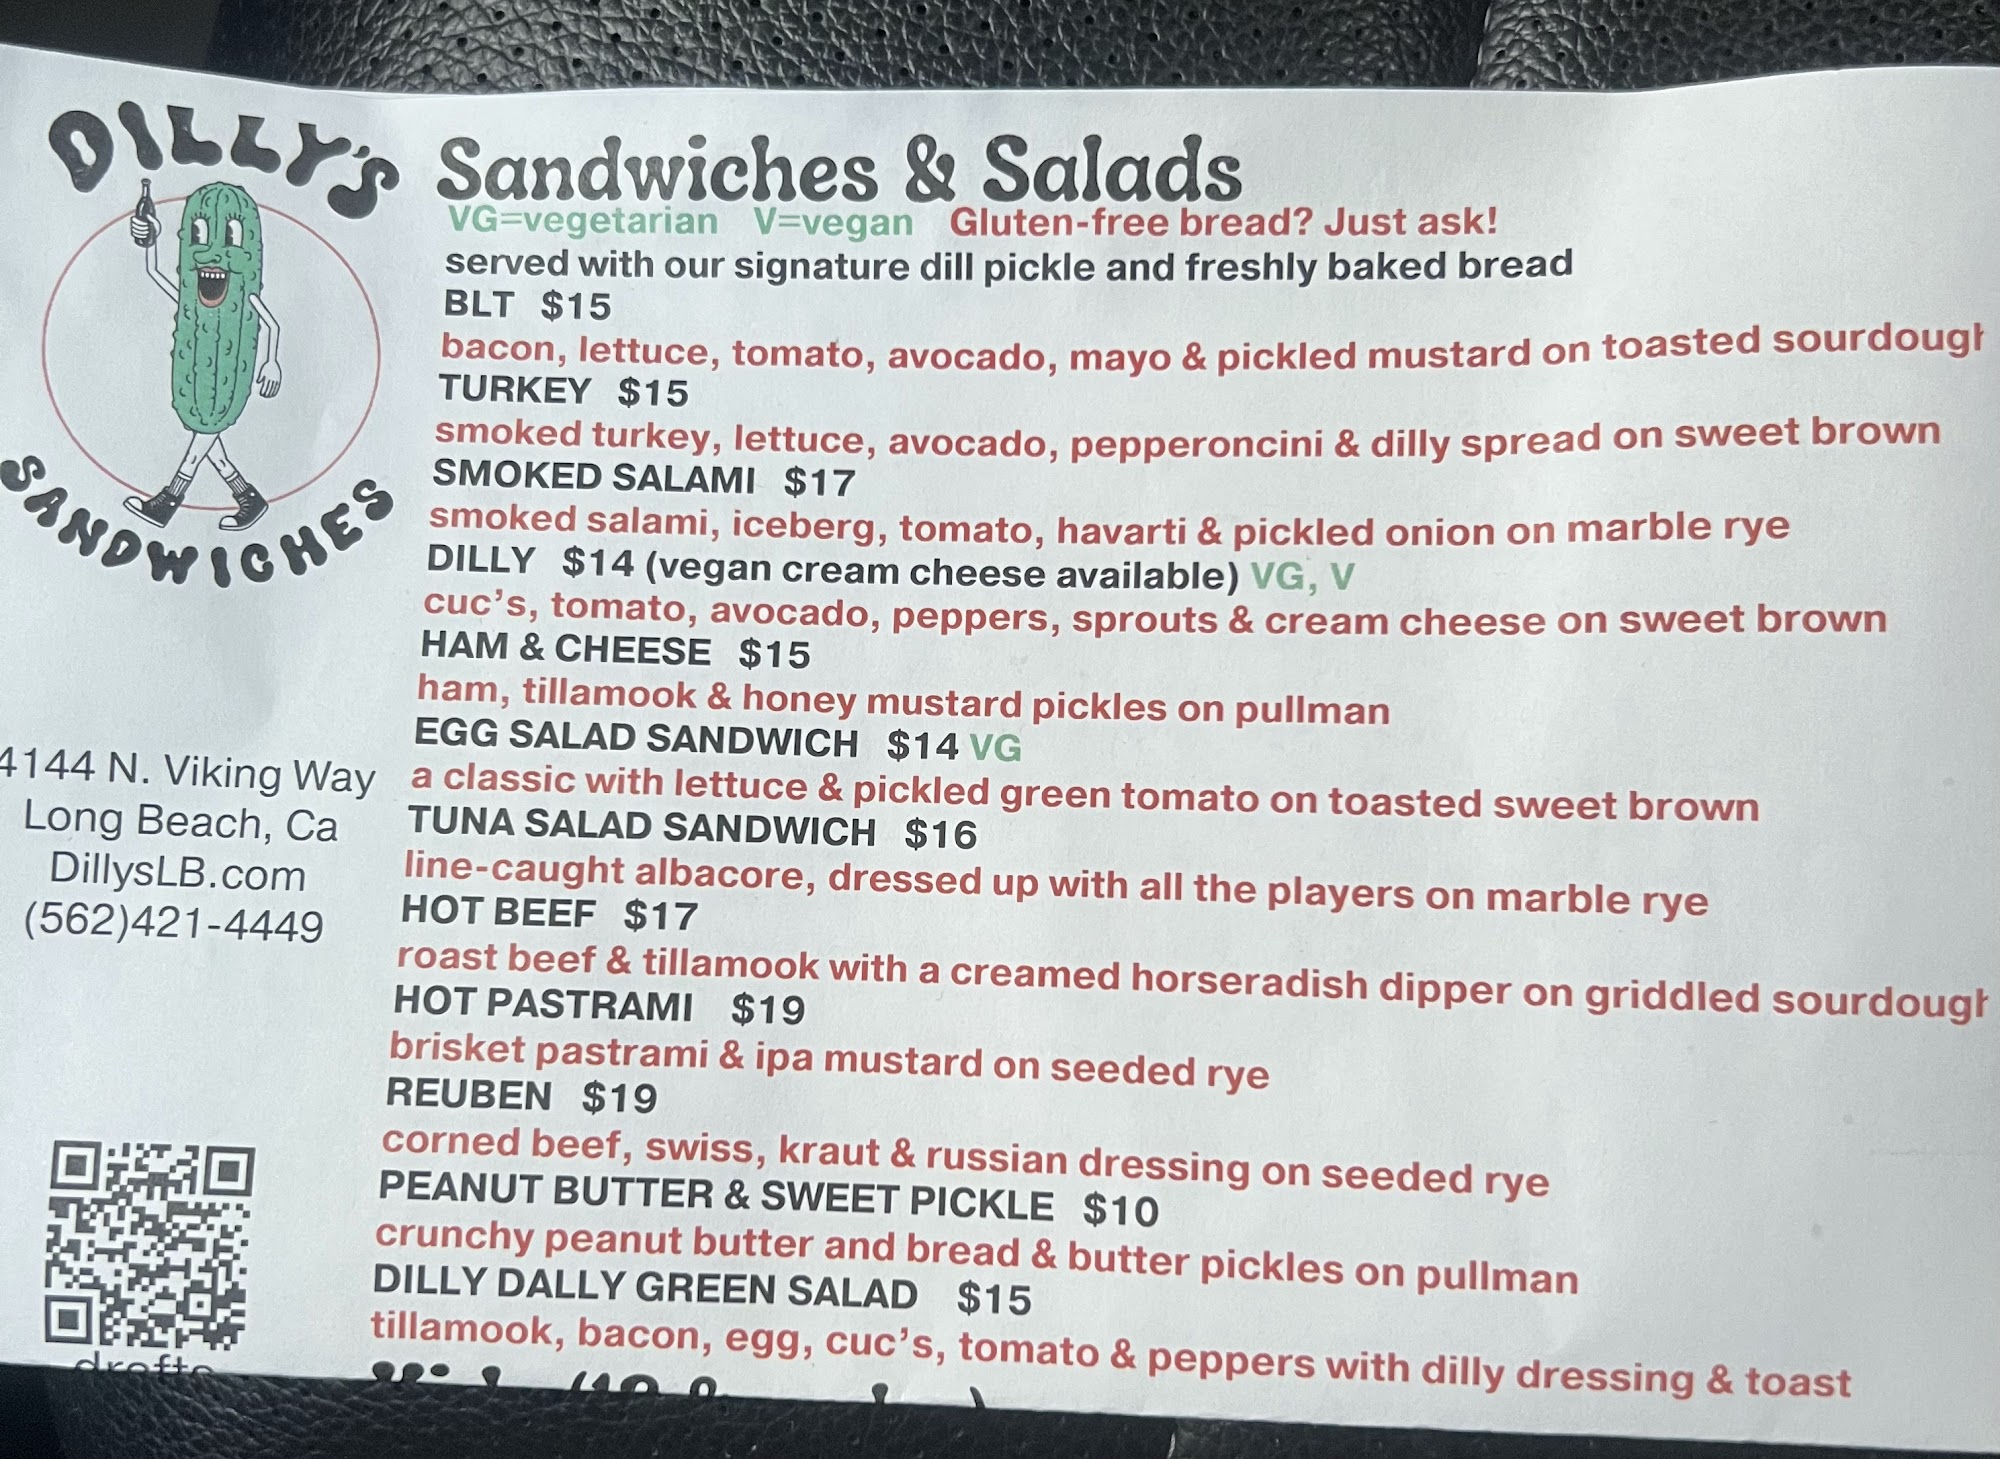 DILLY'S
SANDWICHES
4144 N. Viking Way
Long Beach, Ca
DillysLB.com
(562)421-4449
Sandwiches & Salads
VG=vegetarian V=vegan Gluten-free bread? Just ask!
served with our signature dill pickle and freshly baked bread
BLT $15
bacon, lettuce, tomato, avocado, mayo & pickled mustard on toasted sourdough
TURKEY $15
smoked turkey, lettuce, avocado, pepperoncini & dilly spread on sweet brown
SMOKED SALAMI $17
smoked salami, iceberg, tomato, havarti & pickled onion on marble rye
DILLY $14 (vegan cream cheese available) VG, V
cuc's, tomato, avocado, peppers, sprouts & cream cheese on sweet brown
HAM & CHEESE $15
ham, tillamook & honey mustard pickles on pullman
EGG SALAD SANDWICH $14 VG
a classic with lettuce & pickled green tomato on toasted sweet brown
TUNA SALAD SANDWICH $16
line-caught albacore, dressed up with all the players on marble rye
HOT BEEF $17
roast beef & tillamook with a creamed horseradish dipper on griddled sourdough
HOT PASTRAMI $19
brisket pastrami & ipa mustard on seeded rye
REUBEN $19
corned beef, swiss, kraut & russian dressing on seeded rye
PEANUT BUTTER & SWEET PICKLE $10
crunchy peanut butter and bread & butter pickles on pullman
DILLY DALLY GREEN SALAD $15
tillamook, bacon, egg, cuc's, tomato & peppers with dilly dressing & toast